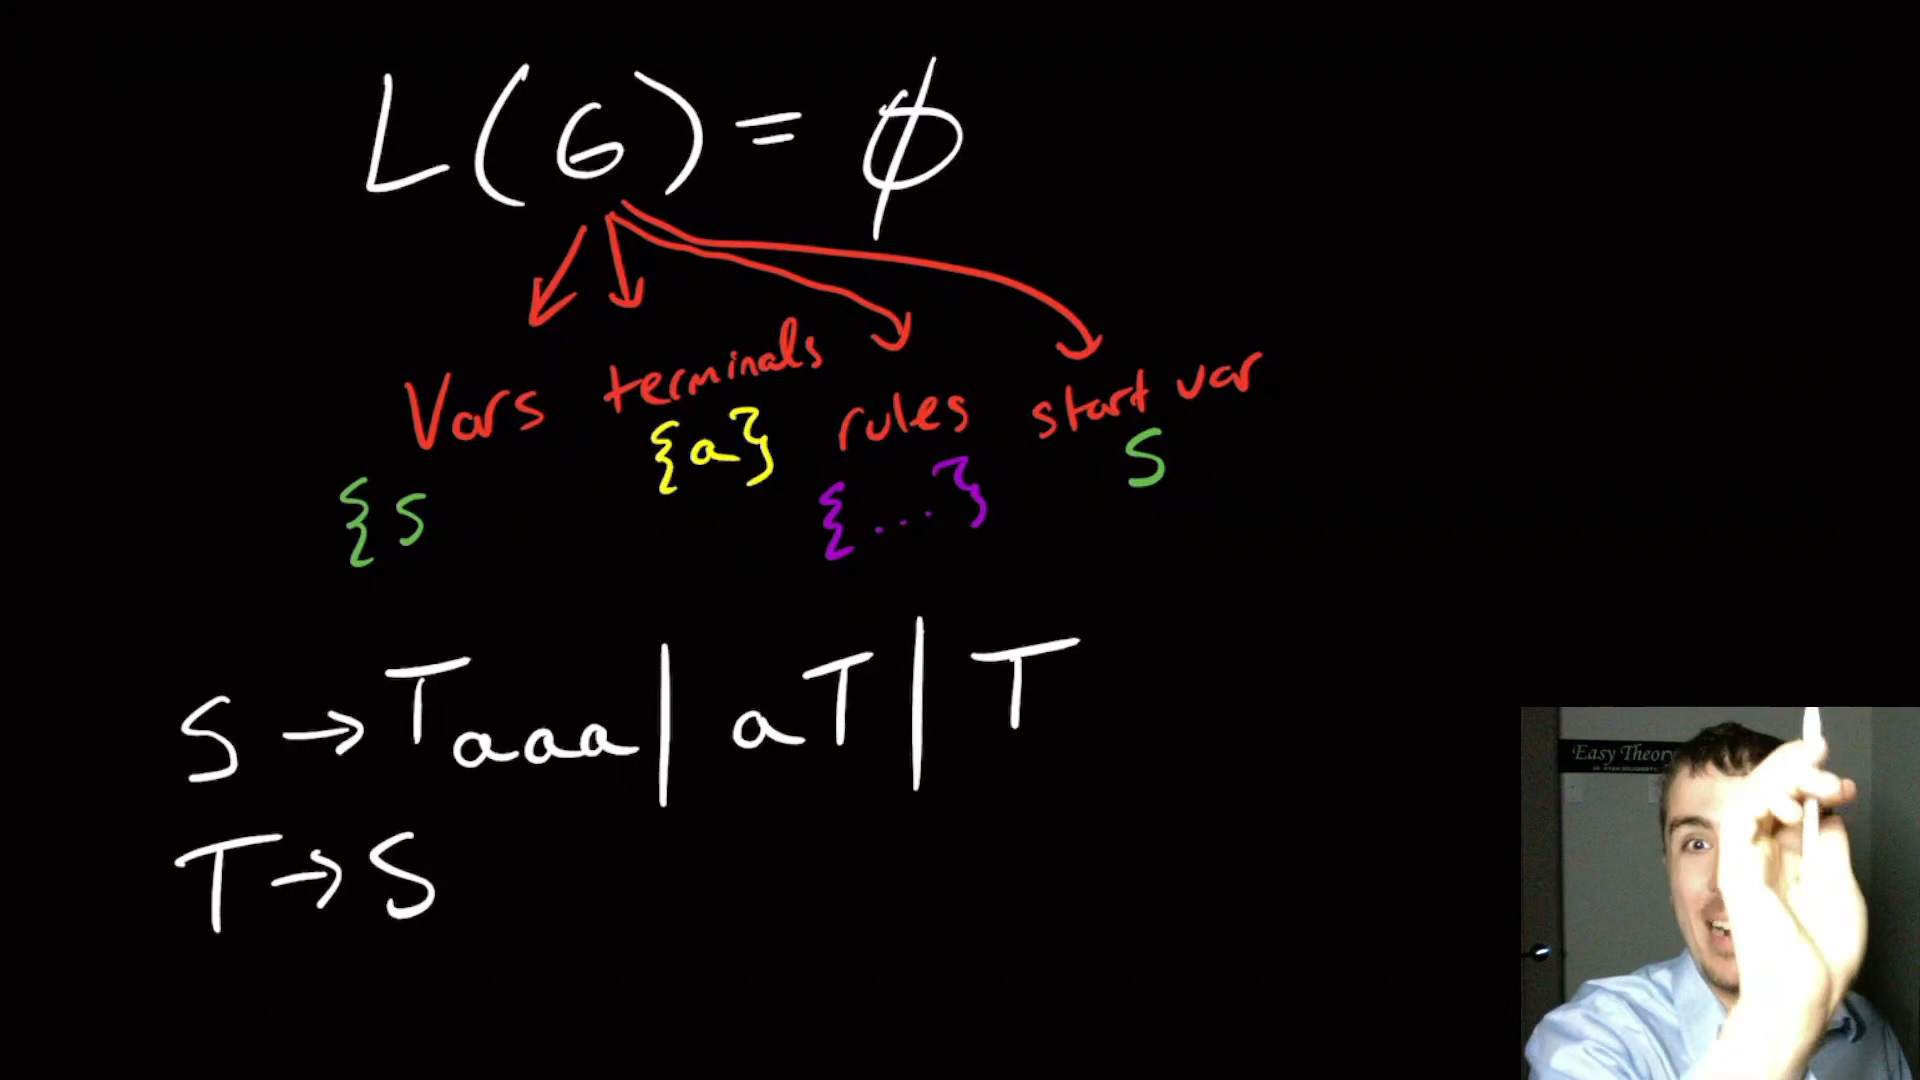 L(G) = ϕ
Vars terminals rules start var
{S {a} {...} S
S → Taaa | aT | T
T → S
Easy Theory